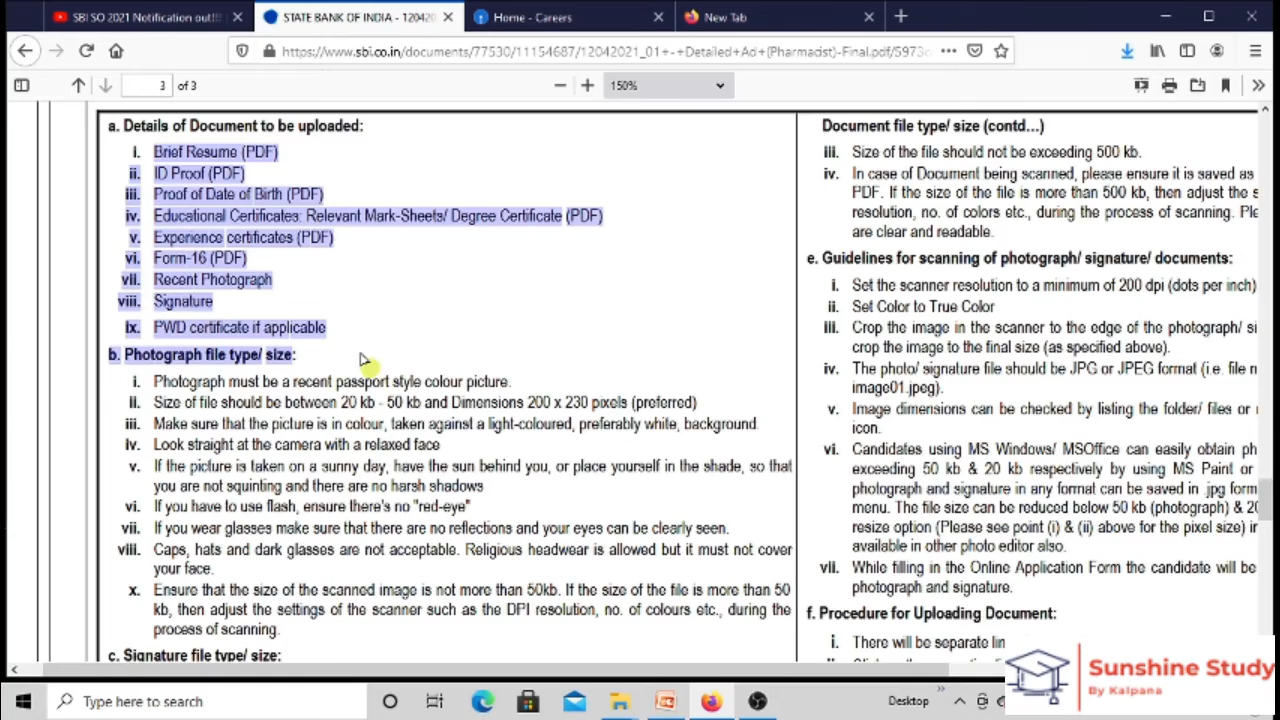 SBI SO 2021 Notification out!!!
STATE BANK OF INDIA - 120420
Home - Careers
New Tab
https://www.sbi.co.in/documents/77530/11154687/12042021_01+-+Detailed+Ad+(Pharmacist)-Final.pdf/5973
3 of 3
150%
a. Details of Document to be uploaded:
i. Brief Resume (PDF)
ii. ID Proof (PDF)
iii. Proof of Date of Birth (PDF)
iv. Educational Certificates: Relevant Mark-Sheets/ Degree Certificate (PDF)
v. Experience certificates (PDF)
vi. Form-16 (PDF)
vii. Recent Photograph
viii. Signature
ix. PWD certificate if applicable
b. Photograph file type/ size:
i. Photograph must be a recent passport style colour picture.
ii. Size of file should be between 20 kb - 50 kb and Dimensions 200 x 230 pixels (preferred)
iii. Make sure that the picture is in colour, taken against a light-coloured, preferably white, background.
iv. Look straight at the camera with a relaxed face
v. If the picture is taken on a sunny day, have the sun behind you, or place yourself in the shade, so that
you are not squinting and there are no harsh shadows
vi. If you have to use flash, ensure there's no "red-eye"
vii. If you wear glasses make sure that there are no reflections and your eyes can be clearly seen.
viii. Caps, hats and dark glasses are not acceptable. Religious headwear is allowed but it must not cover
your face.
x. Ensure that the size of the scanned image is not more than 50kb. If the size of the file is more than 50
kb, then adjust the settings of the scanner such as the DPI resolution, no. of colours etc., during the
process of scanning.
c. Signature file type/ size:
Document file type/ size (contd...)
iii. Size of the file should not be exceeding 500 kb.
iv. In case of Document being scanned, please ensure it is saved as
PDF. If the size of the file is more than 500 kb, then adjust the s
resolution, no. of colors etc., during the process of scanning. Ple
are clear and readable.
e. Guidelines for scanning of photograph/ signature/ documents:
i. Set the scanner resolution to a minimum of 200 dpi (dots per inch)
ii. Set Color to True Color
iii. Crop the image in the scanner to the edge of the photograph/ si
crop the image to the final size (as specified above).
iv. The photo/ signature file should be JPG or JPEG format (i.e. file n
image01.jpeg).
v. Image dimensions can be checked by listing the folder/ files or
icon.
vi. Candidates using MS Windows/ MSOffice can easily obtain ph
exceeding 50 kb & 20 kb respectively by using MS Paint or
photograph and signature in any format can be saved in .jpg form
menu. The file size can be reduced below 50 kb (photograph) & 20
resize option (Please see point (i) & (ii) above for the pixel size) in
available in other photo editor also.
vii. While filling in the Online Application Form the candidate will be
photograph and signature.
f. Procedure for Uploading Document:
i. There will be separate lin
Sunshine Study
By Kalpana
Type here to search
Desktop